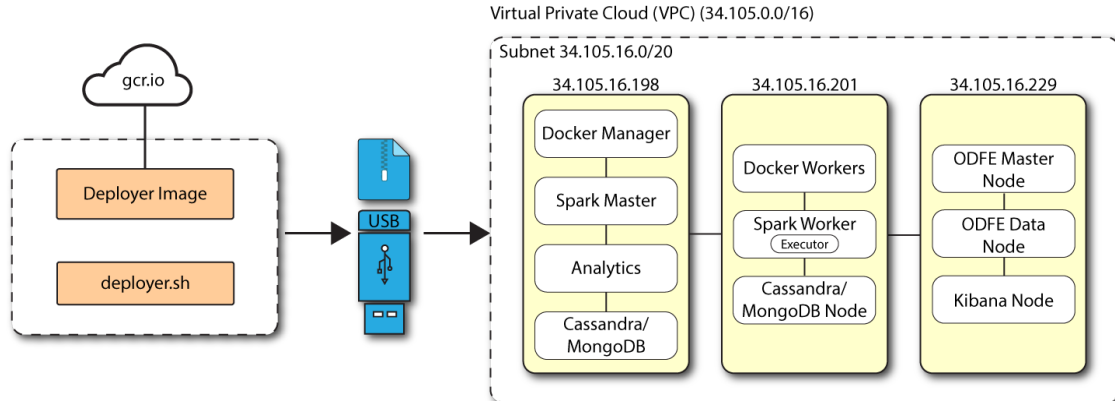 Virtual Private Cloud (VPC) (34.105.0.0/16)
Subnet 34.105.16.0/20
gcr.io
Deployer Image
deployer.sh
USB
34.105.16.198
Docker Manager
Spark Master
Analytics
Cassandra/
MongoDB
34.105.16.201
Docker Workers
Spark Worker
Executor
Cassandra/
MongoDB Node
34.105.16.229
ODFE Master
Node
ODFE Data
Node
Kibana Node